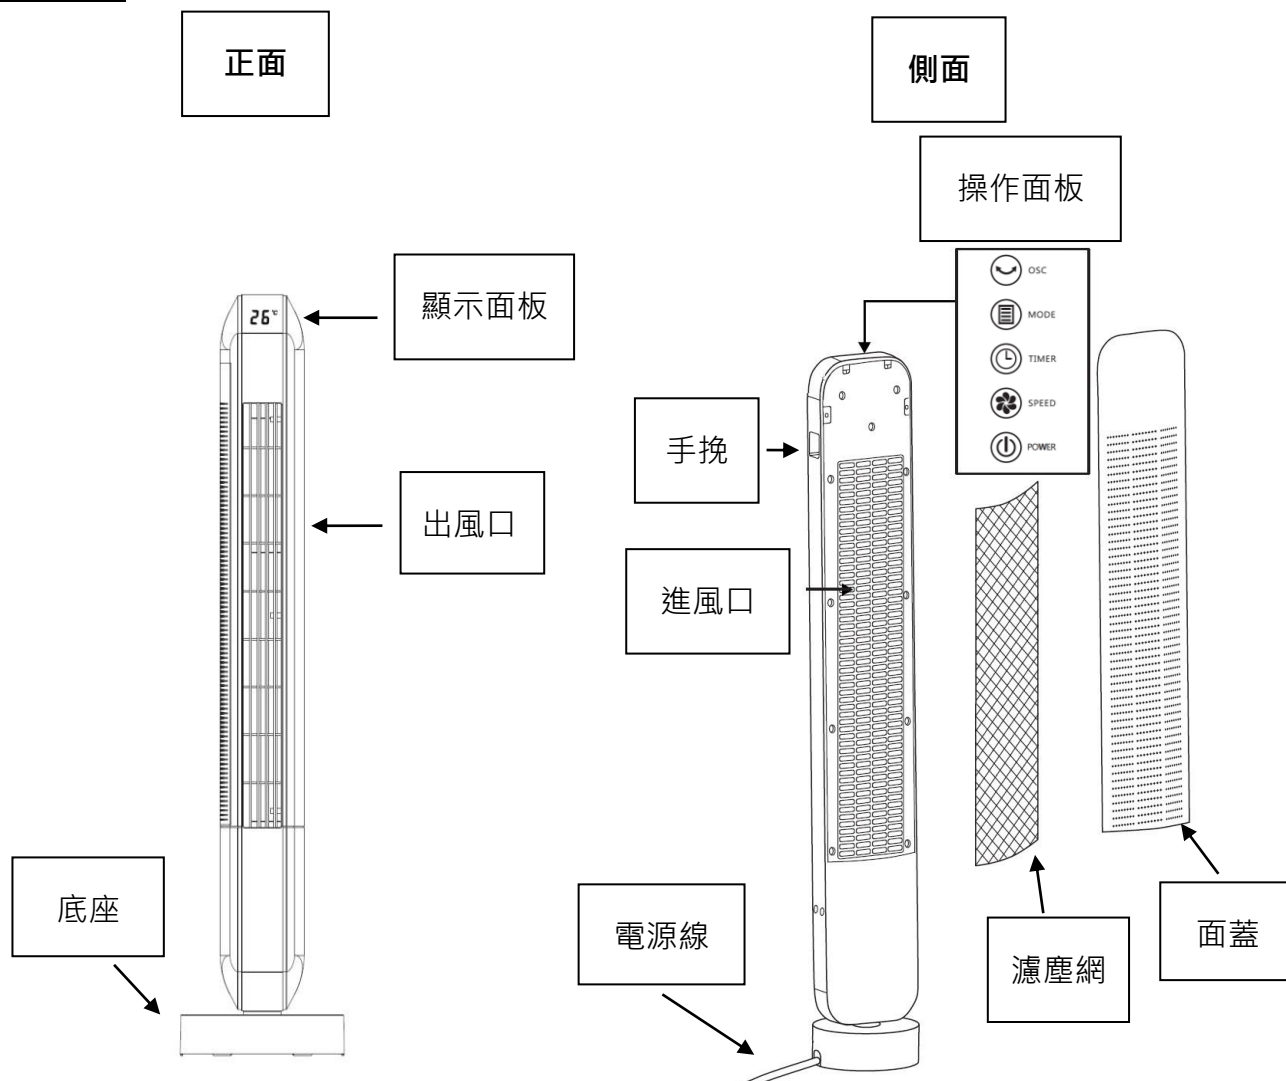 正面
側面
操作面板
OSC
MODE
TIMER
SPEED
POWER
顯示面板
26℃
手挽
出風口
進風口
底座
電源線
濾塵網
面蓋